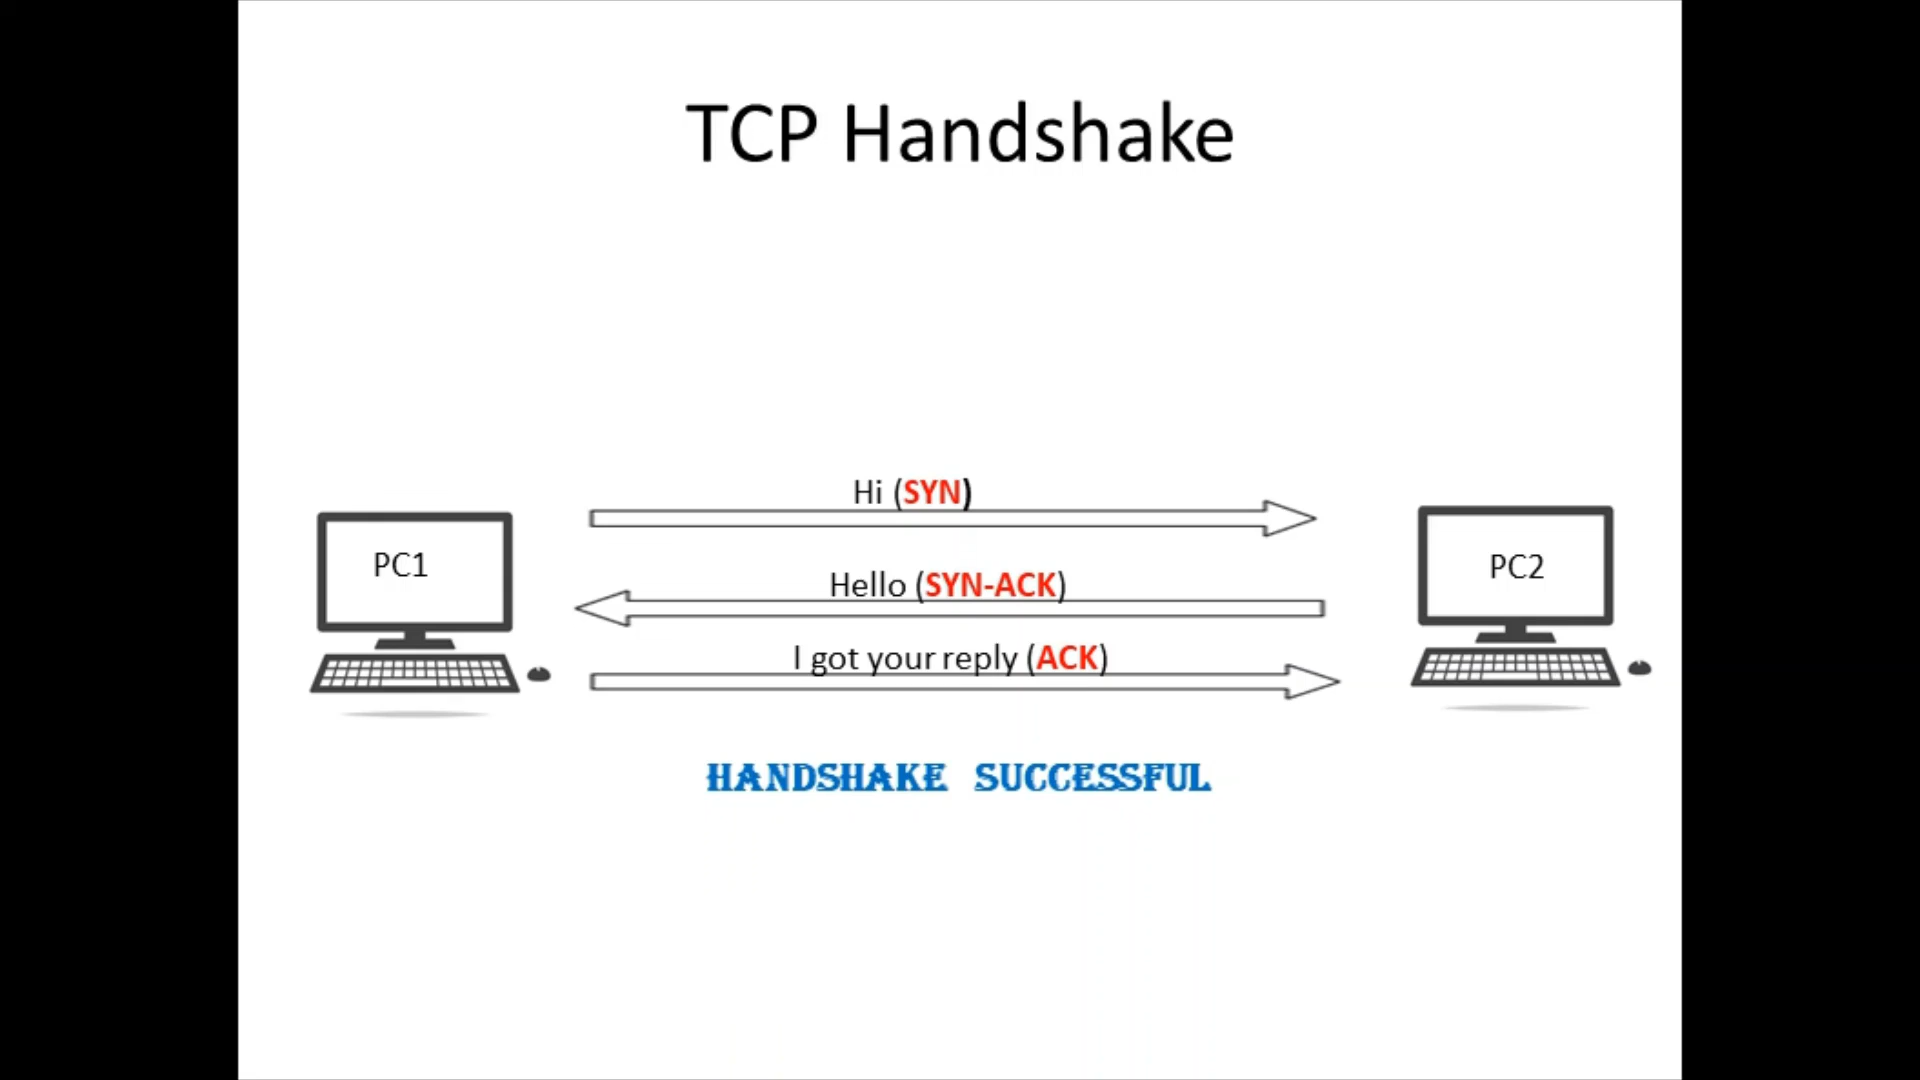 TCP Handshake
Hi (SYN)
PC1
PC2
Hello (SYN-ACK)
I got your reply (ACK)
HANDSHAKE SUCCESSFUL